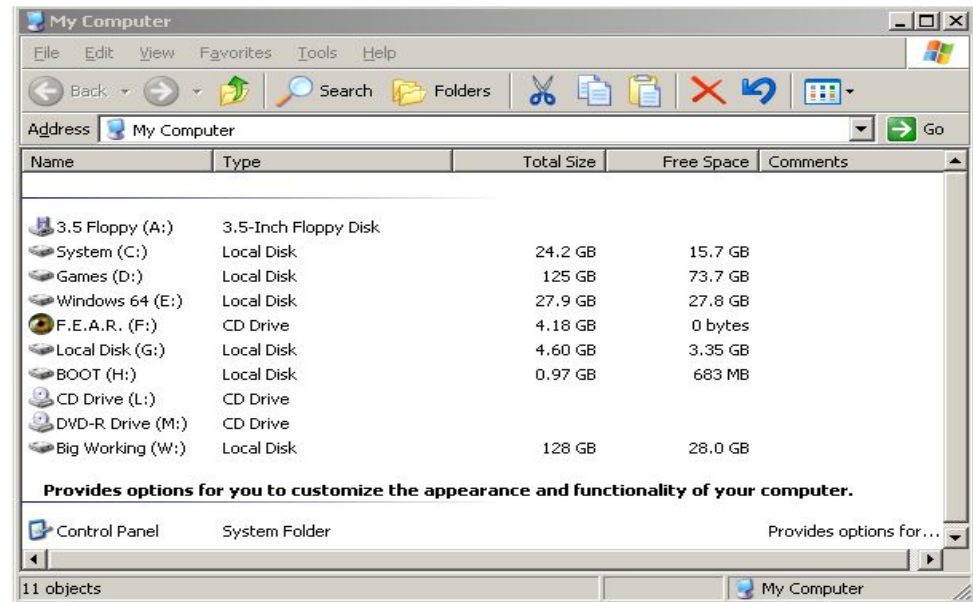 My Computer
File Edit View Favorites Tools Help
Back Search Folders
Address My Computer Go
Name Type Total Size Free Space Comments
3.5 Floppy (A:) 3.5-Inch Floppy Disk
System (C:) Local Disk 24.2 GB 15.7 GB
Games (D:) Local Disk 125 GB 73.7 GB
Windows 64 (E:) Local Disk 27.9 GB 27.8 GB
F.E.A.R. (F:) CD Drive 4.18 GB 0 bytes
Local Disk (G:) Local Disk 4.60 GB 3.35 GB
BOOT (H:) Local Disk 0.97 GB 683 MB
CD Drive (L:) CD Drive
DVD-R Drive (M:) CD Drive
Big Working (W:) Local Disk 128 GB 28.0 GB
Provides options for you to customize the appearance and functionality of your computer.
Control Panel System Folder Provides options for...
11 objects My Computer